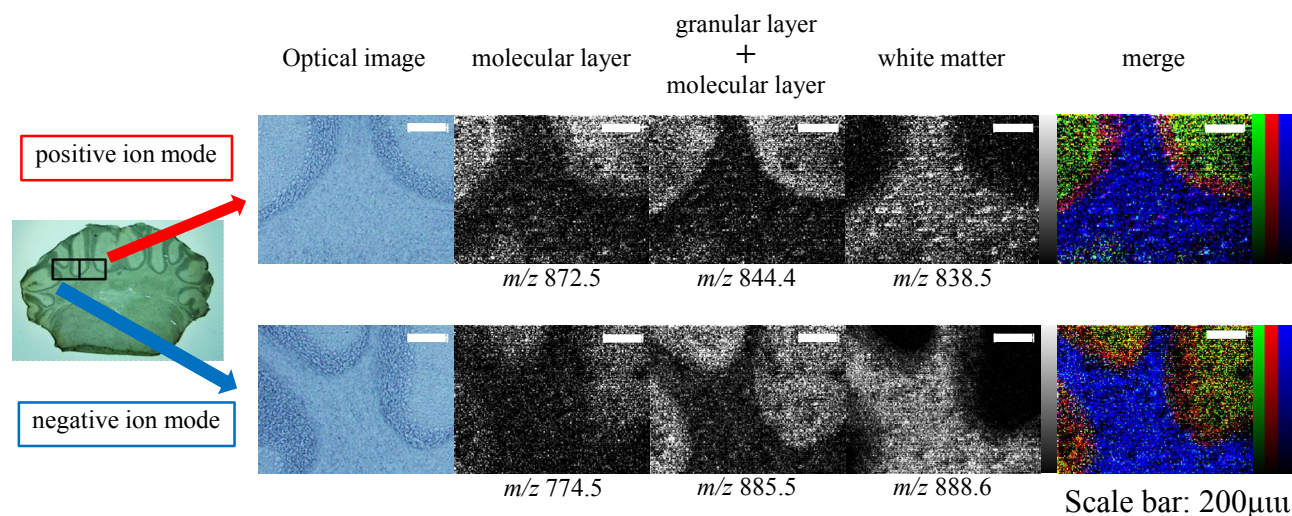 Optical image
molecular layer
granular layer
+
molecular layer
white matter
merge
positive ion mode
m/z 872.5
m/z 844.4
m/z 838.5
negative ion mode
m/z 774.5
m/z 885.5
m/z 888.6
Scale bar: 200µm